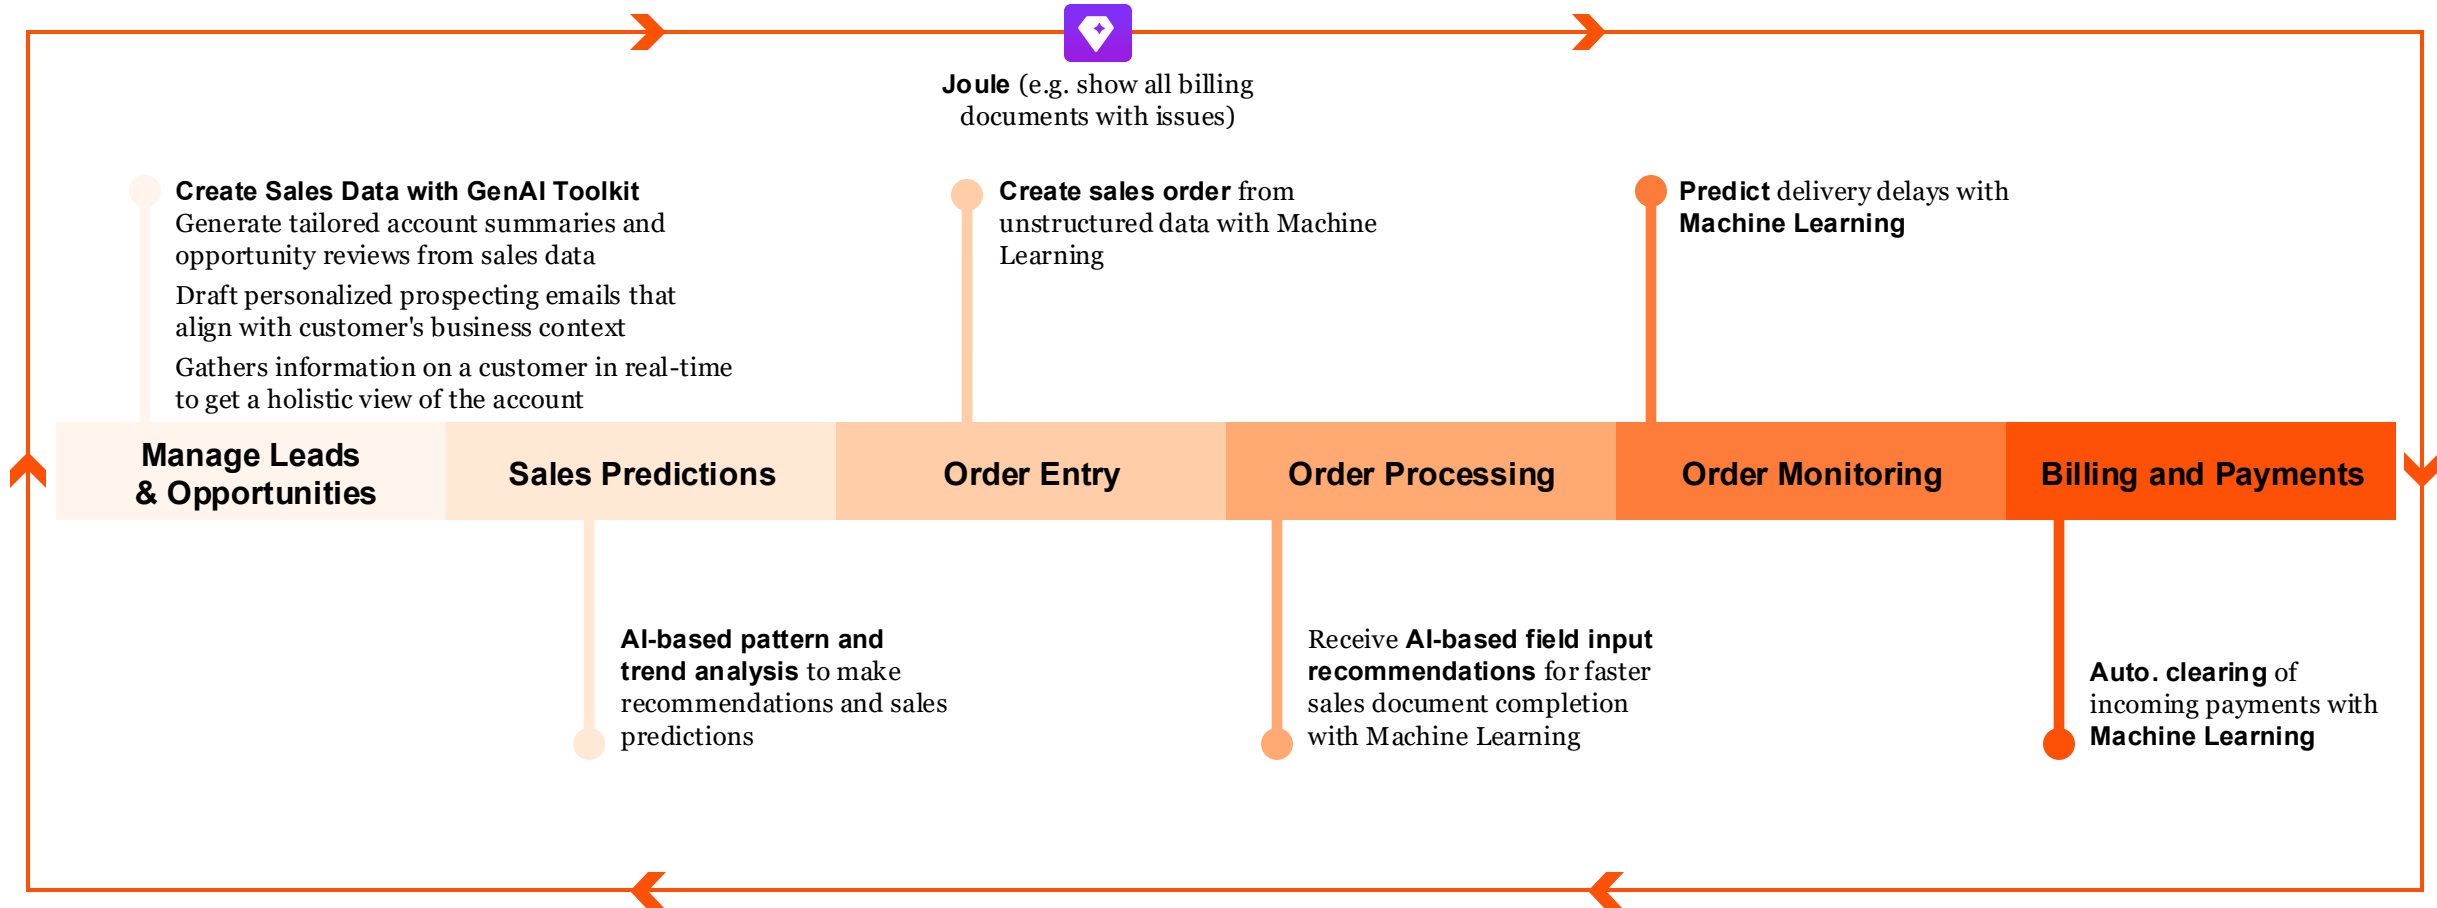 Joule (e.g. show all billing
documents with issues)
Create Sales Data with GenAI Toolkit
Generate tailored account summaries and
opportunity reviews from sales data
Draft personalized prospecting emails that
align with customer's business context
Gathers information on a customer in real-time
to get a holistic view of the account
Create sales order from
unstructured data with Machine
Learning
Predict delivery delays with
Machine Learning
Manage Leads
& Opportunities
Sales Predictions
Order Entry
Order Processing
Order Monitoring
Billing and Payments
AI-based pattern and
trend analysis to make
recommendations and sales
predictions
Receive AI-based field input
recommendations for faster
sales document completion
with Machine Learning
Auto. clearing of
incoming payments with
Machine Learning